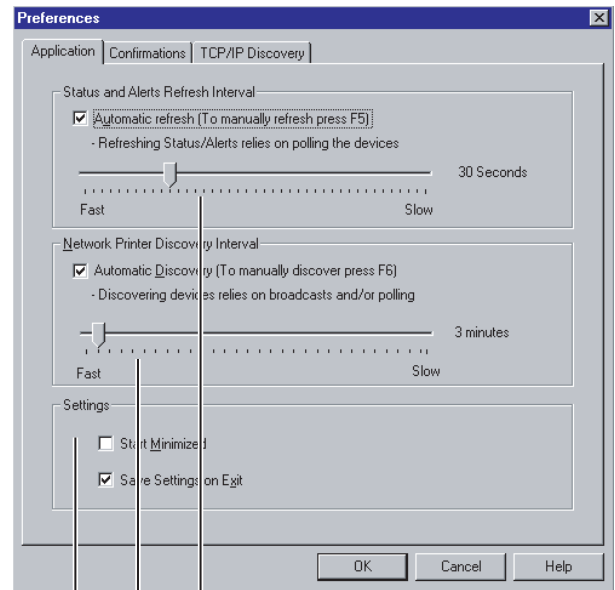 Preferences
Application Confirmations TCP/IP Discovery
Status and Alerts Refresh Interval
Automatic refresh (To manually refresh press F5)
- Refreshing Status/Alerts relies on polling the devices
30 Seconds
Fast Slow
Network Printer Discovery Interval
Automatic Discovery (To manually discover press F6)
- Discovering devices relies on broadcasts and/or polling
3 minutes
Fast Slow
Settings
Start Minimized
Save Settings on Exit
OK Cancel Help